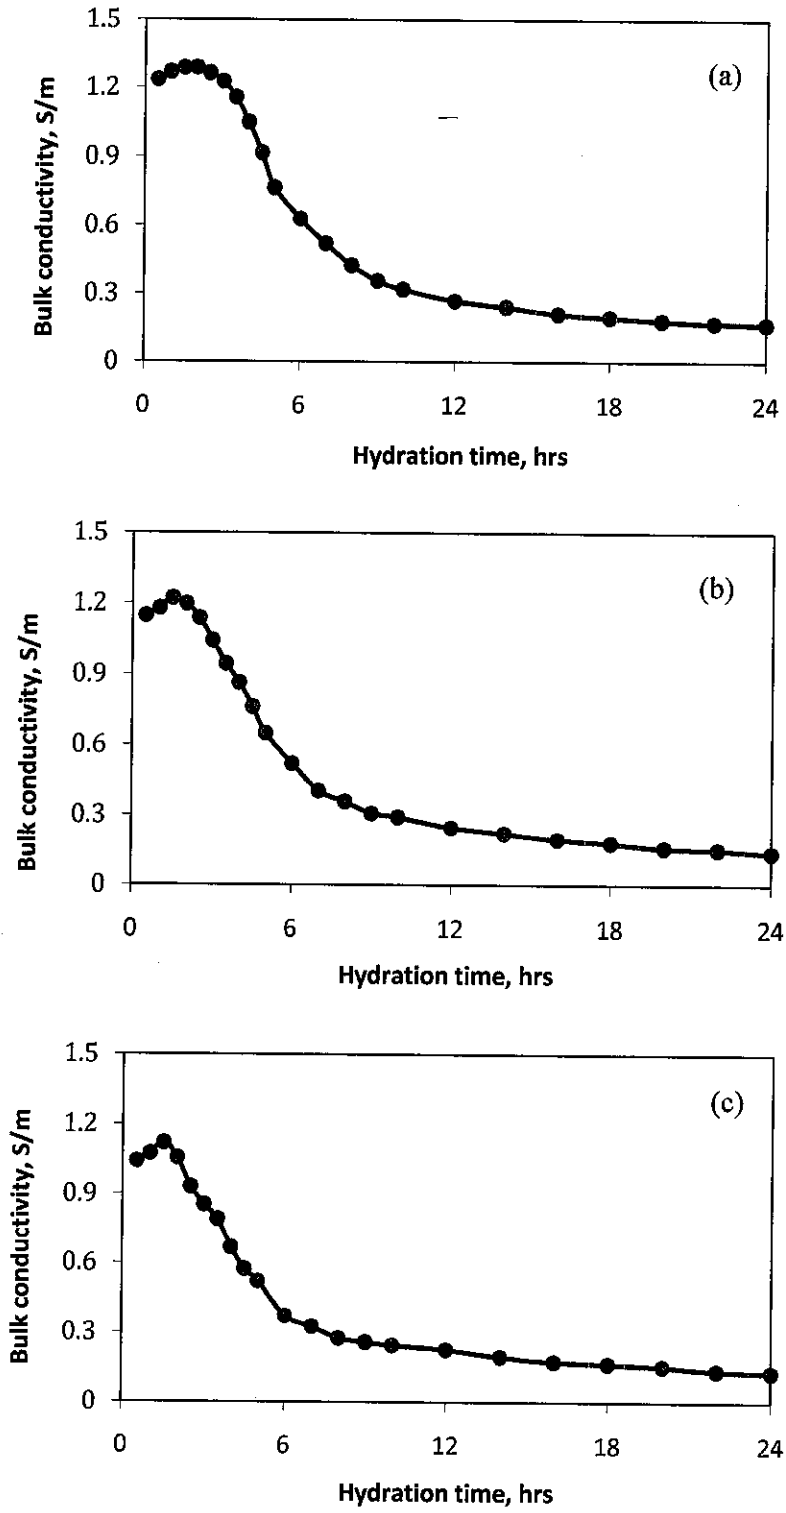 1.5
(a)
1.2
0.9
0.6
0.3
0
Bulk conductivity, S/m
0 6 12 18 24
Hydration time, hrs
1.5
(b)
1.2
0.9
0.6
0.3
0
Bulk conductivity, S/m
0 6 12 18 24
Hydration time, hrs
1.5
(c)
1.2
0.9
0.6
0.3
0
Bulk conductivity, S/m
0 6 12 18 24
Hydration time, hrs